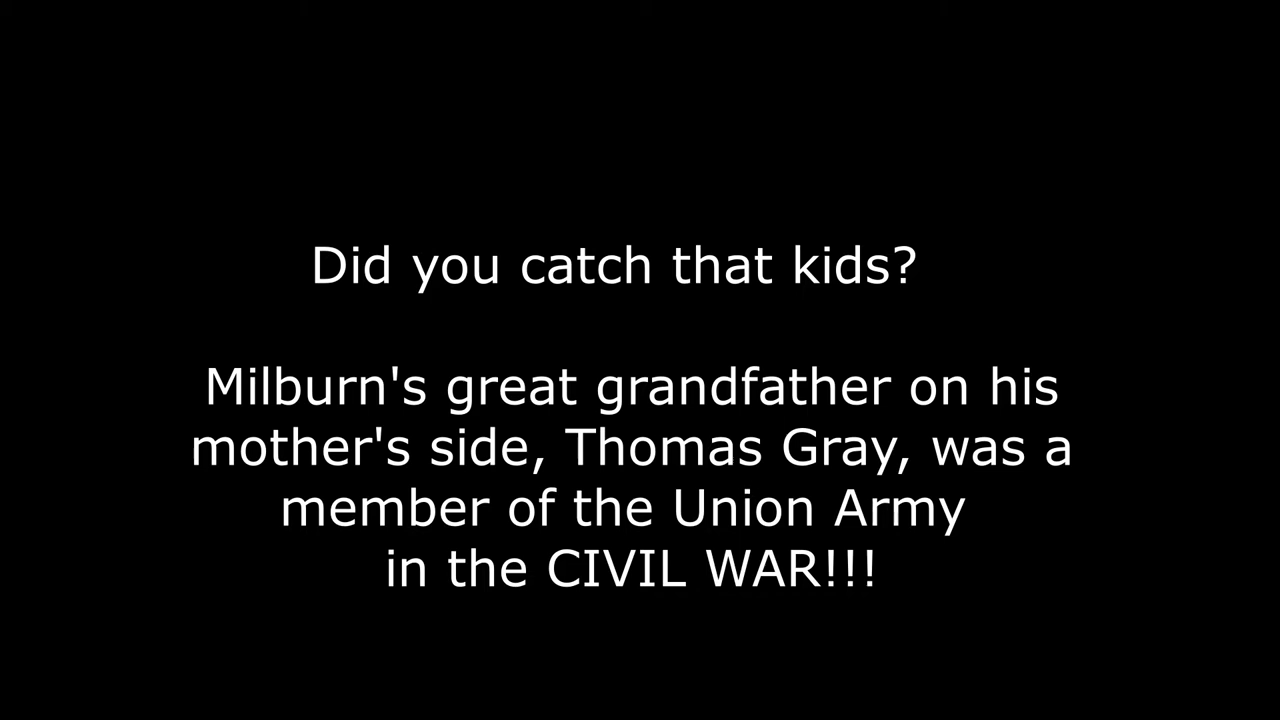 Did you catch that kids?
Milburn's great grandfather on his
mother's side, Thomas Gray, was a
member of the Union Army
in the CIVIL WAR!!!